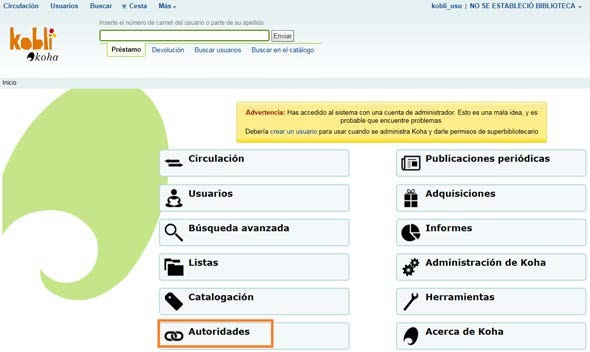 Circulación Usuarios Buscar Cesta Más kobli_usu | NO SE ESTABLECIÓ BIBLIOTECA
Inserte el número de carnet del usuario o parte de su apellido
Enviar
kobli
koha
Préstamo Devolución Buscar usuarios Buscar en el catálogo
Inicio
Advertencia: Has accedido al sistema con una cuenta de administrador. Esto es una mala idea, y es
probable que encuentre problemas.
Debería crear un usuario para usar cuando se administra Koha y darle permisos de superbibliotecario
Circulación
Publicaciones periódicas
Usuarios
Adquisiciones
Búsqueda avanzada
Informes
Listas
Administración de Koha
Catalogación
Herramientas
Autoridades
Acerca de Koha